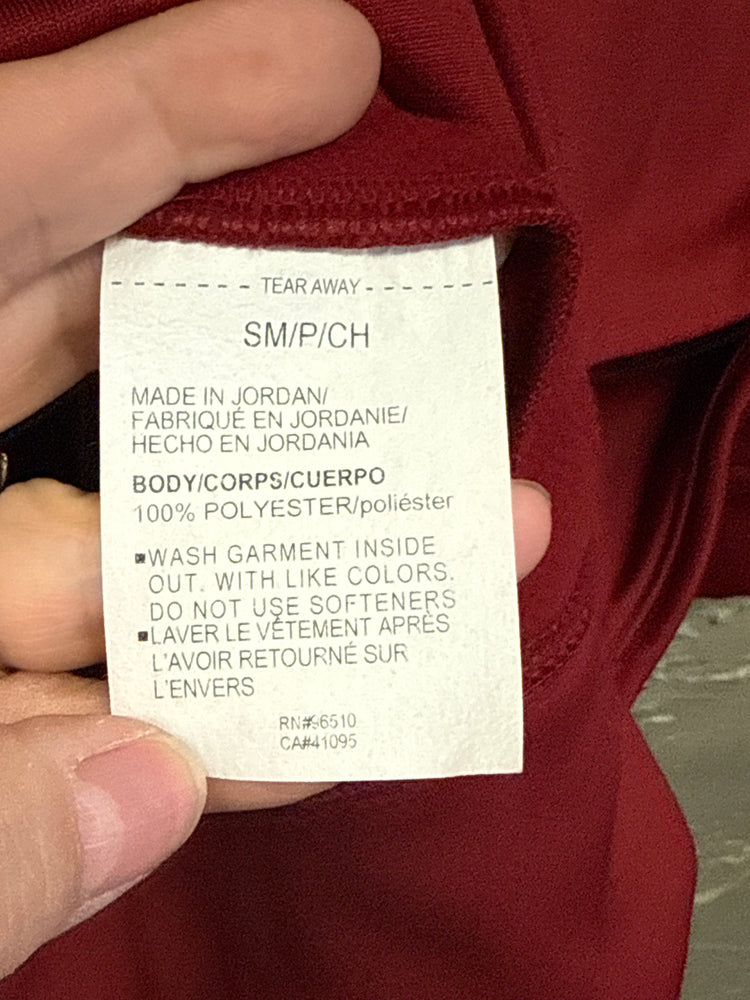 - - - - - - - TEAR AWAY - - - - - - -
SM/P/CH
MADE IN JORDAN/
FABRIQUÉ EN JORDANIE/
HECHO EN JORDANIA
BODY/CORPS/CUERPO
100% POLYESTER/poliéster
▪WASH GARMENT INSIDE
OUT. WITH LIKE COLORS.
DO NOT USE SOFTENERS
▪LAVER LE VÊTEMENT APRÈS
L'AVOIR RETOURNÉ SUR
L'ENVERS
RN#96510
CA#41095